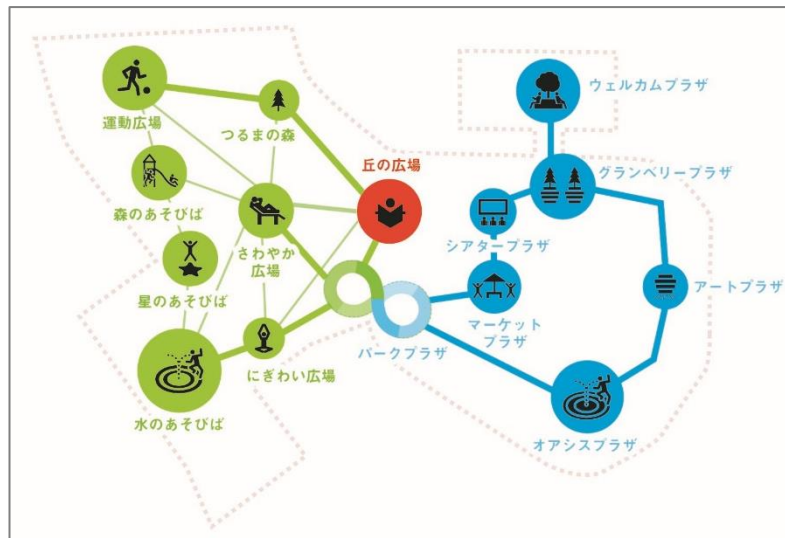 ウェルカムプラザ
運動広場
つるまの森
丘の広場
グランベリープラザ
森のあそびば
さわやか
広場
シアタープラザ
星のあそびば
アートプラザ
マーケット
プラザ
パークプラザ
にぎわい広場
水のあそびば
オアシスプラザ